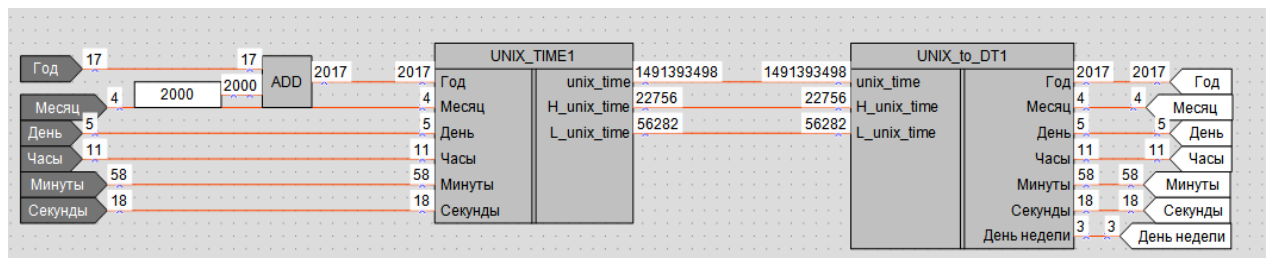 UNIX_TIME1 UNIX_to_DT1
Год 17 17 ADD 2017 2017 Год unix_time 1491393498 1491393498 unix_time Год 2017 2017 Год
Месяц 4 2000 2000 4 Месяц H_unix_time 22756 22756 H_unix_time Месяц 4 4 Месяц
День 5 5 День L_unix_time 56282 56282 L_unix_time День 5 5 День
Часы 11 11 Часы Часы 11 11 Часы
Минуты 58 58 Минуты Минуты 58 58 Минуты
Секунды 18 18 Секунды Секунды 18 18 Секунды
День недели 3 3 День недели